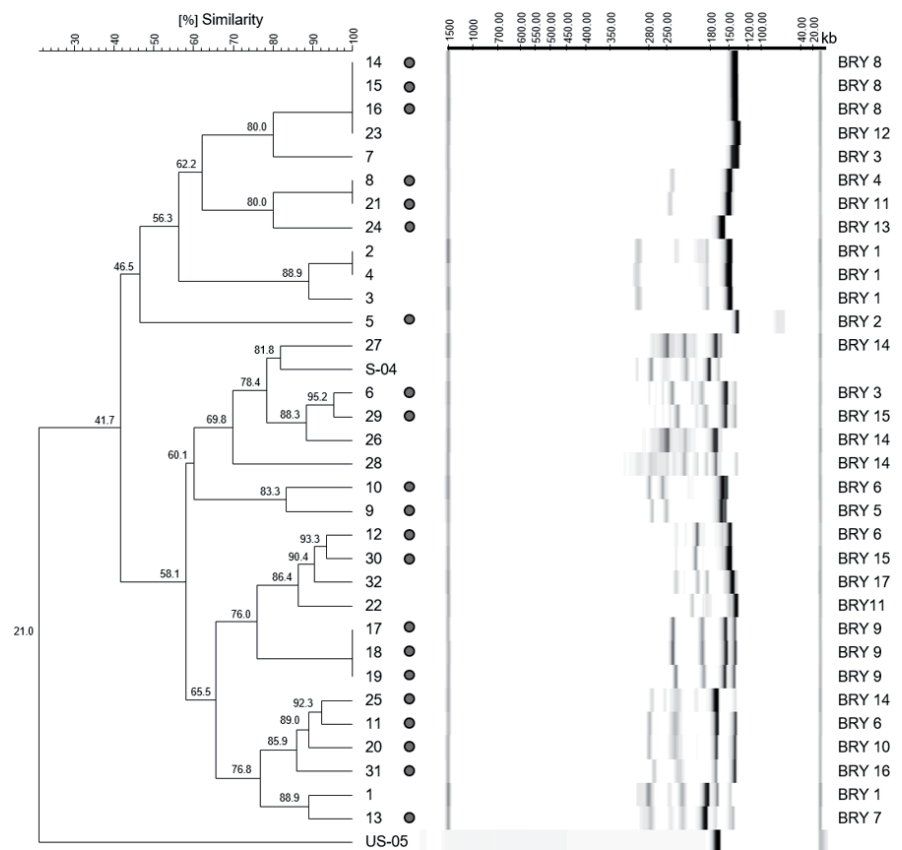 [%] Similarity
30 40 50 60 70 80 90 100
1500 1000 700.00 600.00 550.00 500.00 450.00 400.00 350.00 280.00 250.00 180.00 150.00 120.00 100.00 40.00 20.00 kb
14 BRY 8
15 BRY 8
16 BRY 8
80.0 23 BRY 12
7 BRY 3
62.2
8 BRY 4
80.0 21 BRY 11
56.3
24 BRY 13
2 BRY 1
46.5
88.9 4 BRY 1
3 BRY 1
5 BRY 2
81.8 27 BRY 14
S-04
78.4
95.2 6 BRY 3
88.3 29 BRY 15
41.7 69.8
26 BRY 14
60.1
28 BRY 14
83.3 10 BRY 6
9 BRY 5
93.3 12 BRY 6
90.4 30 BRY 15
58.1 86.4 32 BRY 17
22 BRY11
76.0
21.0 17 BRY 9
18 BRY 9
19 BRY 9
65.5
92.3 25 BRY 14
89.0 11 BRY 6
85.9 20 BRY 10
76.8 31 BRY 16
88.9 1 BRY 1
13 BRY 7
US-05